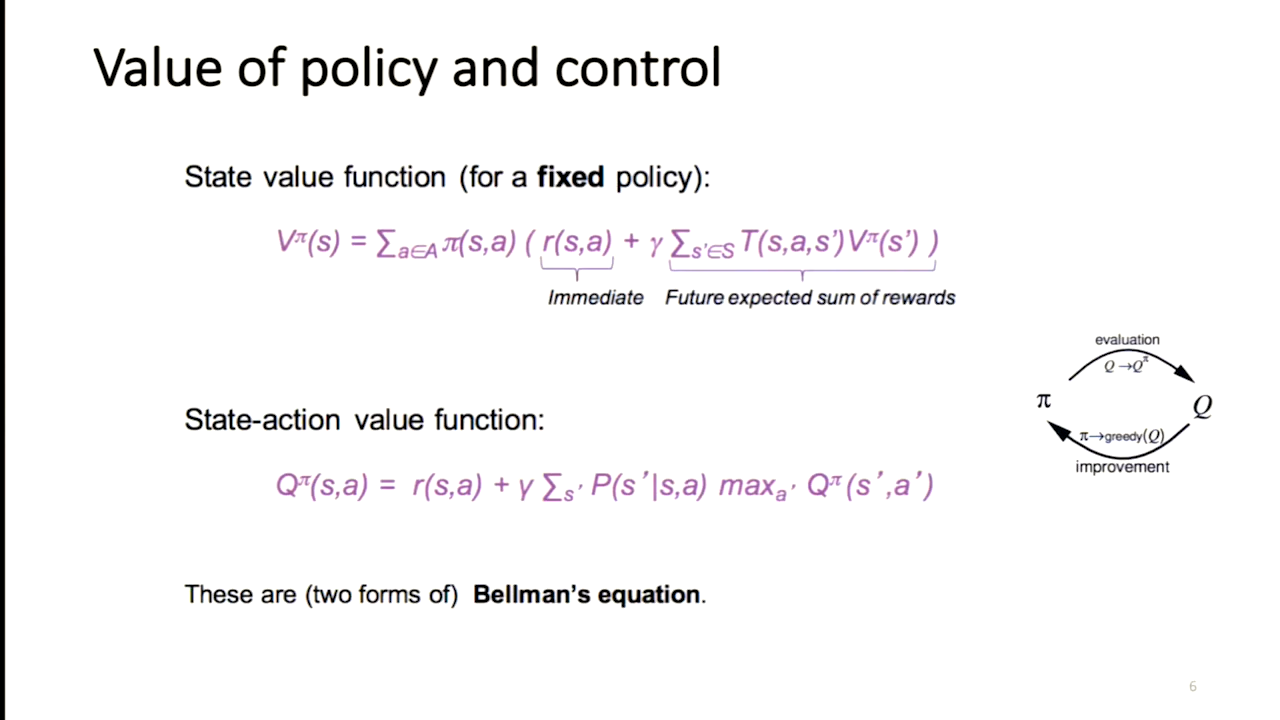 Value of policy and control
State value function (for a fixed policy):
Vπ(s) = ∑a∈A π(s,a) ( r(s,a) + γ ∑s'∈S T(s,a,s')Vπ(s') )
Immediate Future expected sum of rewards
evaluation
Q→Qπ
π Q
π→greedy(Q)
improvement
State-action value function:
Qπ(s,a) = r(s,a) + γ ∑s' P(s'|s,a) maxa' Qπ(s',a')
These are (two forms of) Bellman's equation.
6